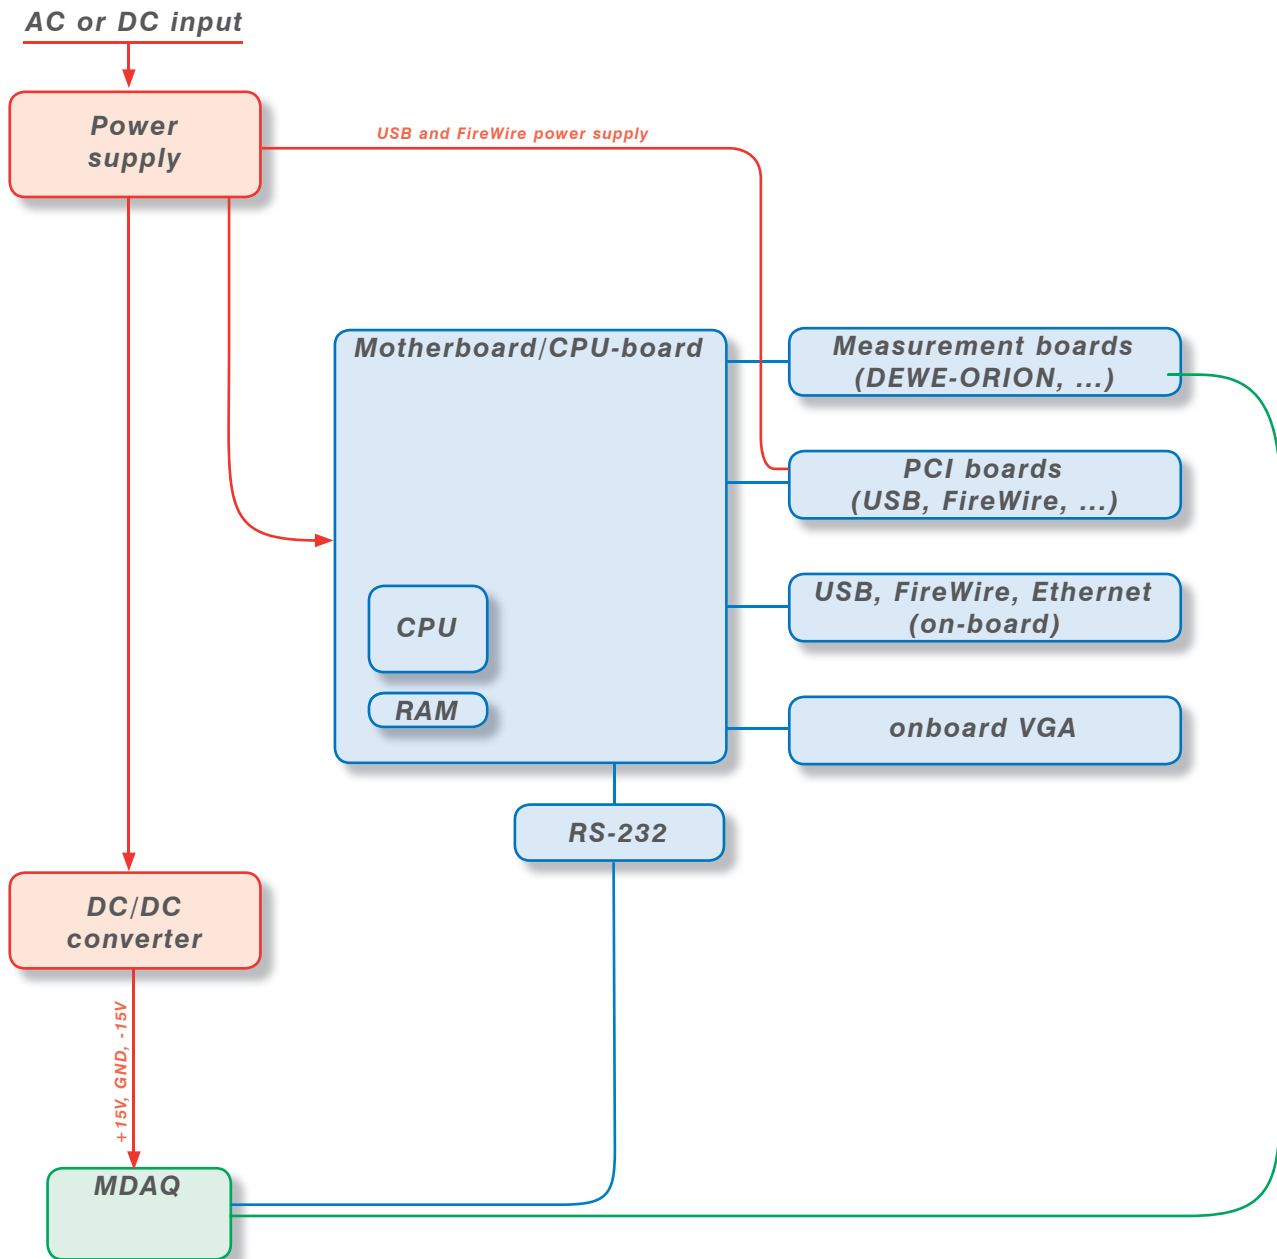 AC or DC input
Power
supply
USB and FireWire power supply
Motherboard/CPU-board
Measurement boards
(DEWE-ORION, ...)
PCI boards
(USB, FireWire, ...)
USB, FireWire, Ethernet
(on-board)
CPU
RAM
onboard VGA
RS-232
DC/DC
converter
+15V, GND, -15V
MDAQ